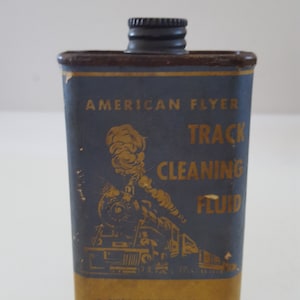 AMERICAN FLYER
TRACK
CLEANING
FLUID